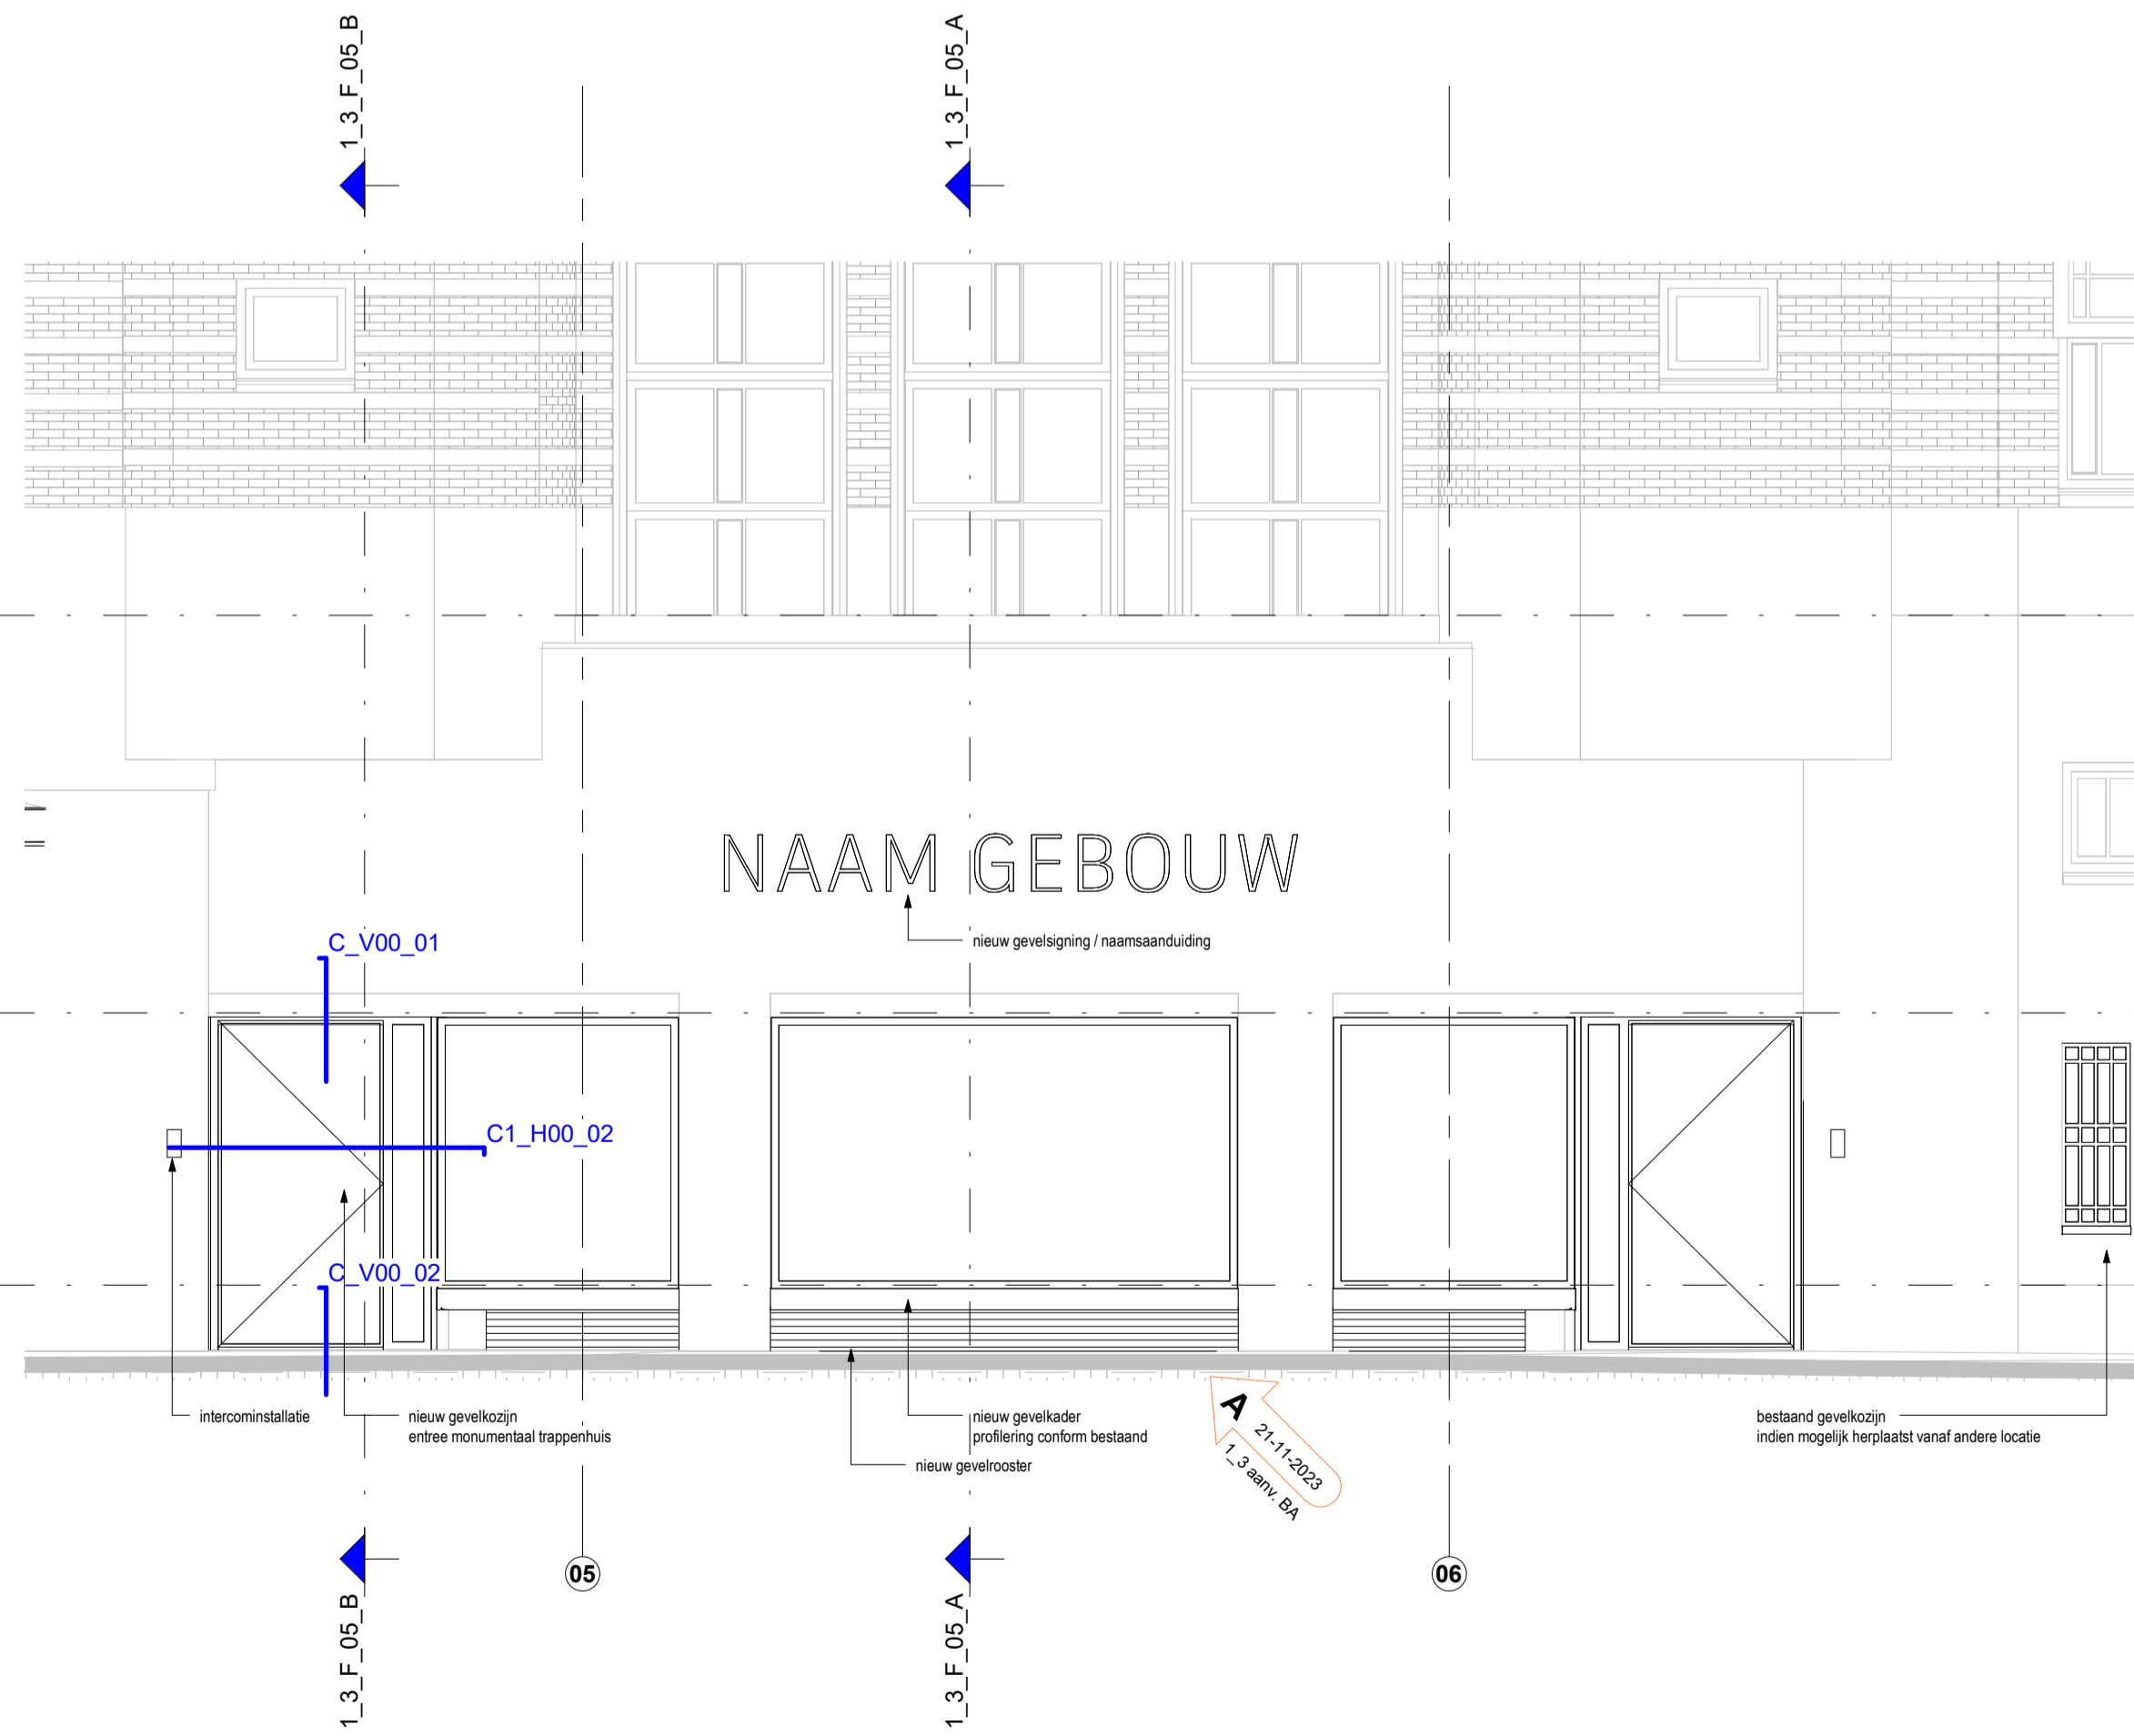 1_3_F_05_B
1_3_F_05_A
NAAM GEBOUW
nieuw gevelsigning / naamsaanduiding
C_V00_01
C1_H00_02
C_V00_02
intercominstallatie
nieuw gevelkozijn
entree monumentaal trappenhuis
nieuw gevelkader
profilering conform bestaand
nieuw gevelrooster
A
21-11-2023
1_3 aanv. BA
bestaand gevelkozijn
indien mogelijk herplaatst vanaf andere locatie
05
06
1_3_F_05_B
1_3_F_05_A